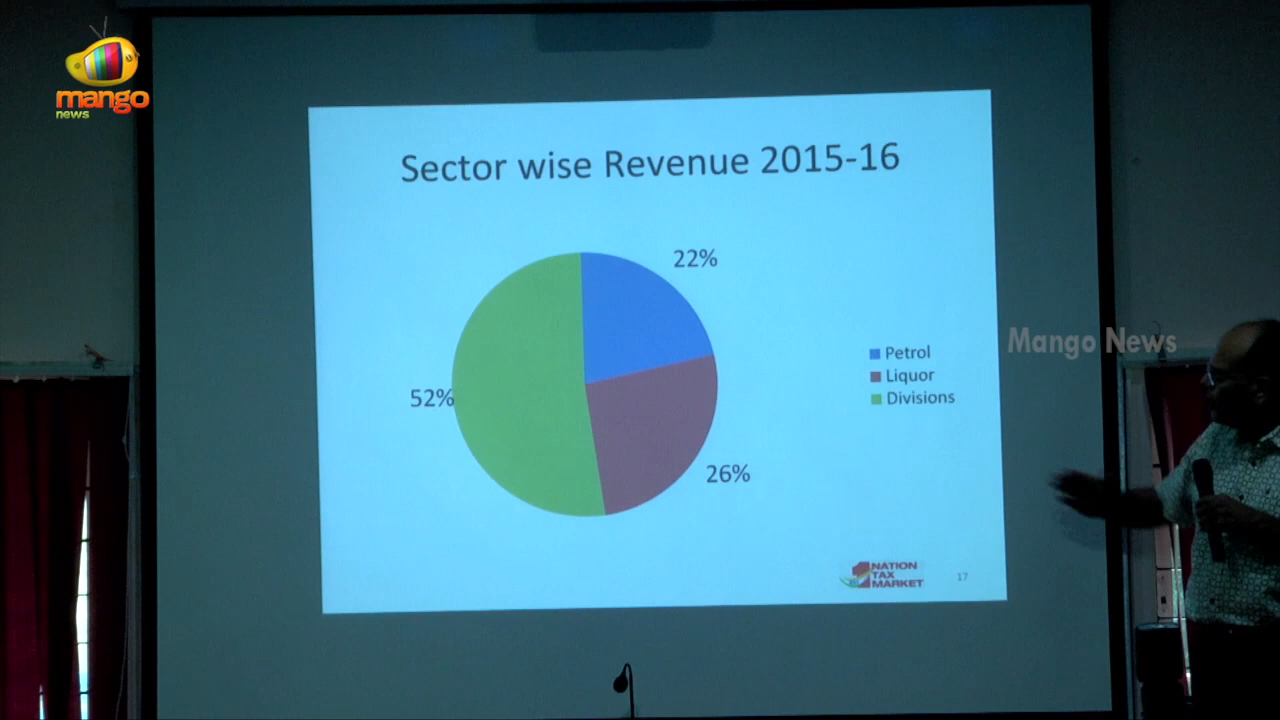 mango
news
Sector wise Revenue 2015-16
22%
52%
26%
Petrol
Liquor
Divisions
Mango News
1 NATION
TAX
MARKET
17